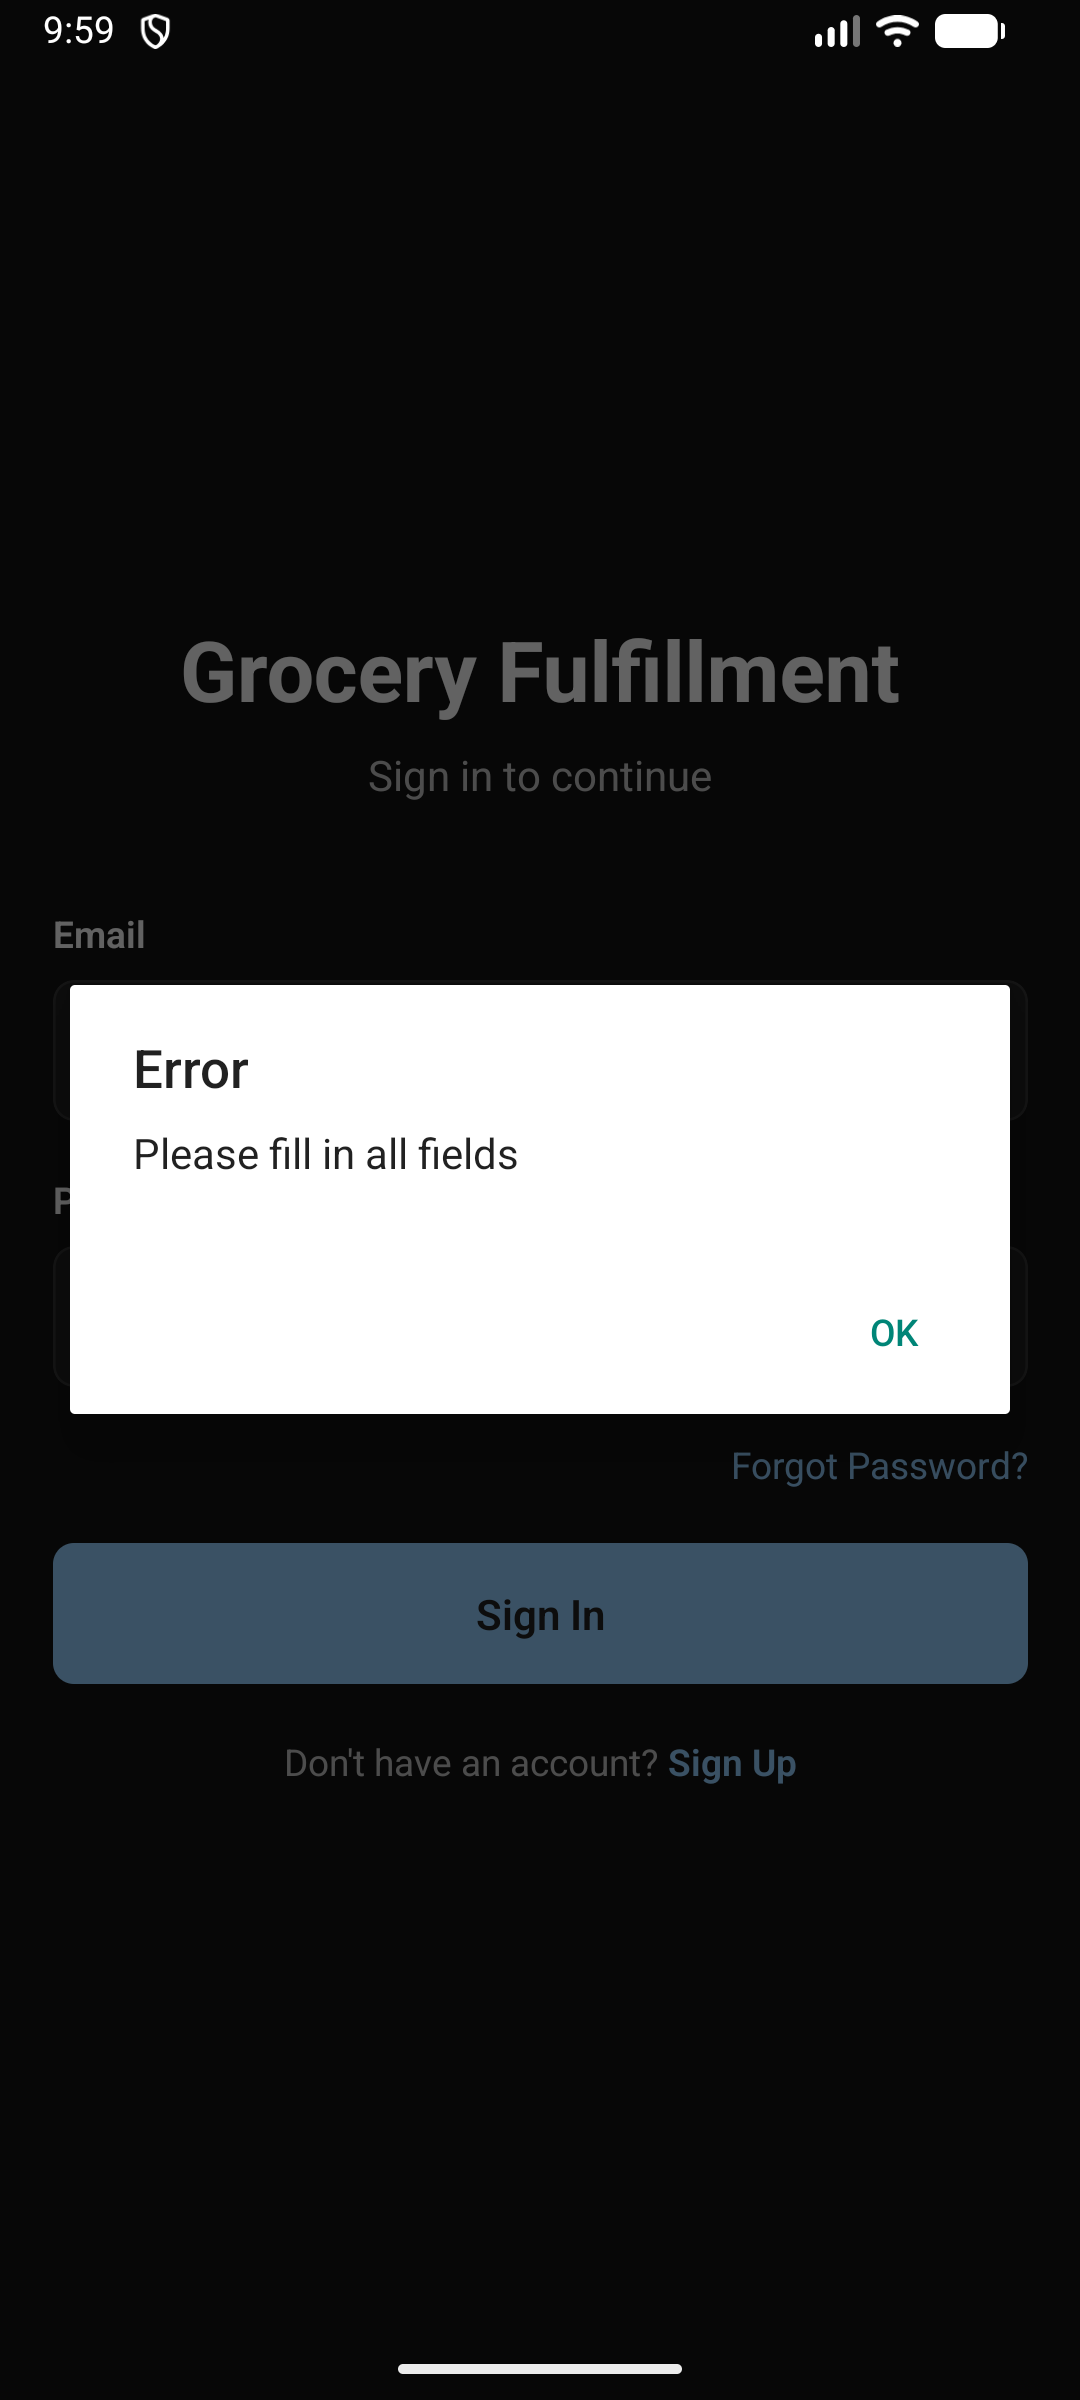 9:59
Grocery Fulfillment
Sign in to continue
Email
Error
Please fill in all fields
P
OK
Forgot Password?
Sign In
Don't have an account? Sign Up